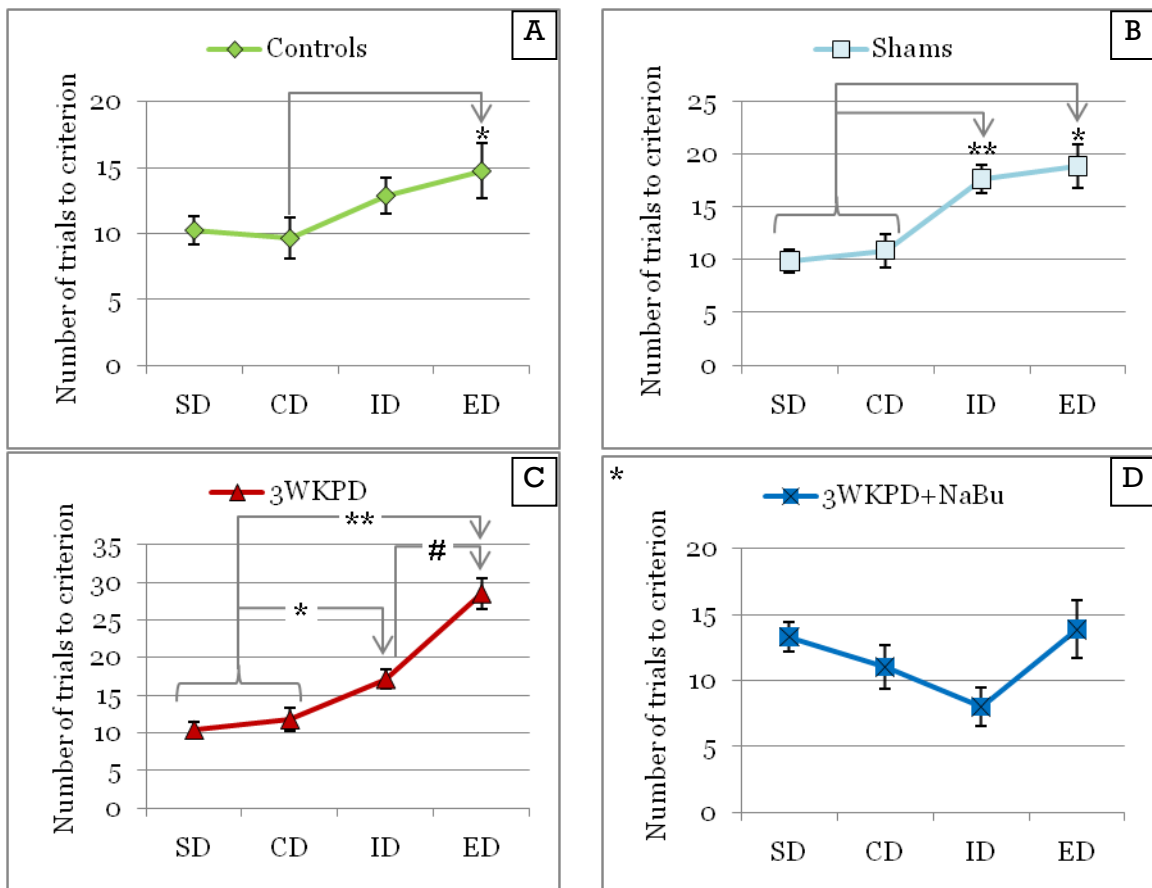 A
Controls
Number of trials to criterion
20
15
10
5
0
*
SD CD ID ED
B
Shams
Number of trials to criterion
25
20
15
10
5
0
** *
SD CD ID ED
C
3WKPD
Number of trials to criterion
35
30
25
20
15
10
5
0
**
#
*
SD CD ID ED
*
D
3WKPD+NaBu
Number of trials to criterion
20
15
10
5
0
SD CD ID ED